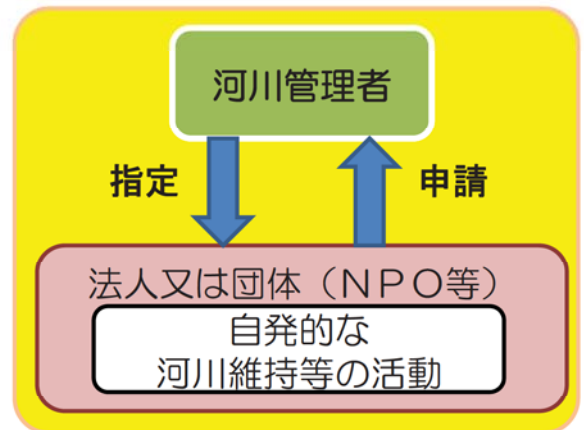 河川管理者
指定
申請
法人又は団体（ＮＰＯ等）
自発的な
河川維持等の活動